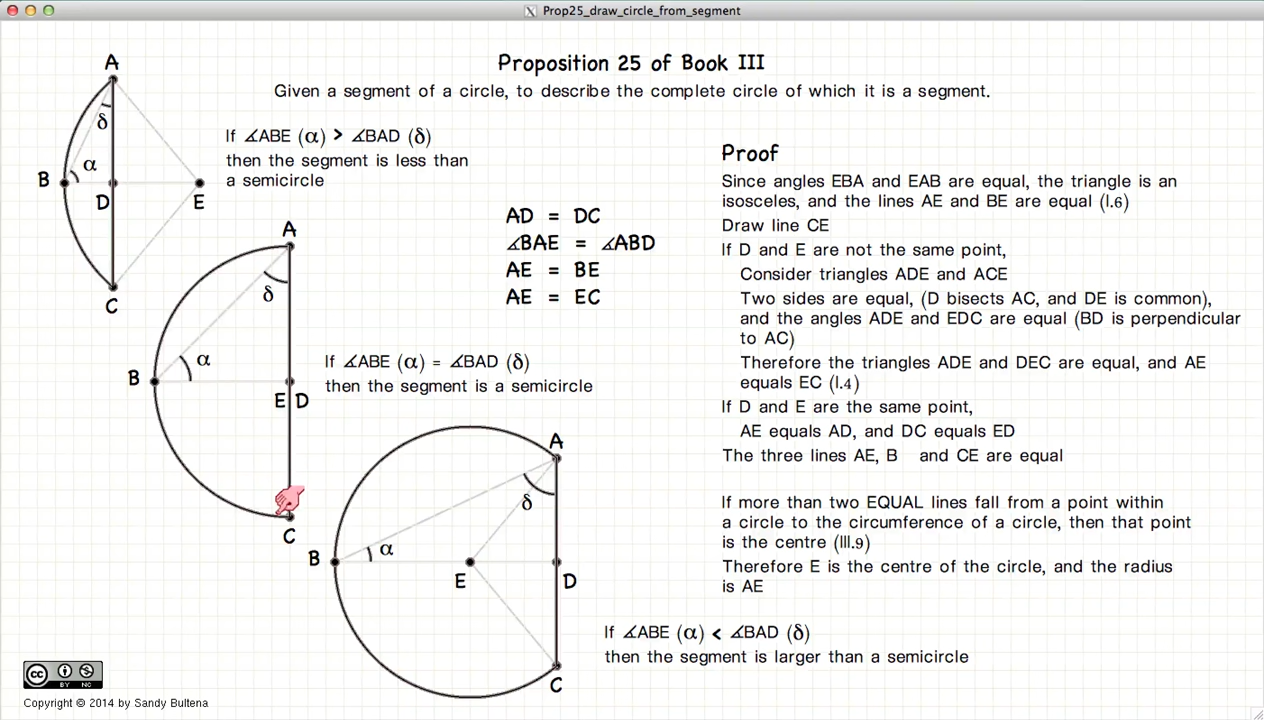 Prop25_draw_circle_from_segment
Proposition 25 of Book III
Given a segment of a circle, to describe the complete circle of which it is a segment.
A
δ
α
B
D
E
C
If ∡ABE (α) > ∡BAD (δ)
then the segment is less than
a semicircle
AD = DC
∡BAE = ∡ABD
AE = BE
AE = EC
A
δ
α
B
E D
C
If ∡ABE (α) = ∡BAD (δ)
then the segment is a semicircle
A
δ
α
B
E
D
C
If ∡ABE (α) < ∡BAD (δ)
then the segment is larger than a semicircle
Proof
Since angles EBA and EAB are equal, the triangle is an
isosceles, and the lines AE and BE are equal (I.6)
Draw line CE
If D and E are not the same point,
Consider triangles ADE and ACE
Two sides are equal, (D bisects AC, and DE is common),
and the angles ADE and EDC are equal (BD is perpendicular
to AC)
Therefore the triangles ADE and DEC are equal, and AE
equals EC (I.4)
If D and E are the same point,
AE equals AD, and DC equals ED
The three lines AE, B and CE are equal
If more than two EQUAL lines fall from a point within
a circle to the circumference of a circle, then that point
is the centre (III.9)
Therefore E is the centre of the circle, and the radius
is AE
cc
BY NC
Copyright © 2014 by Sandy Bultena